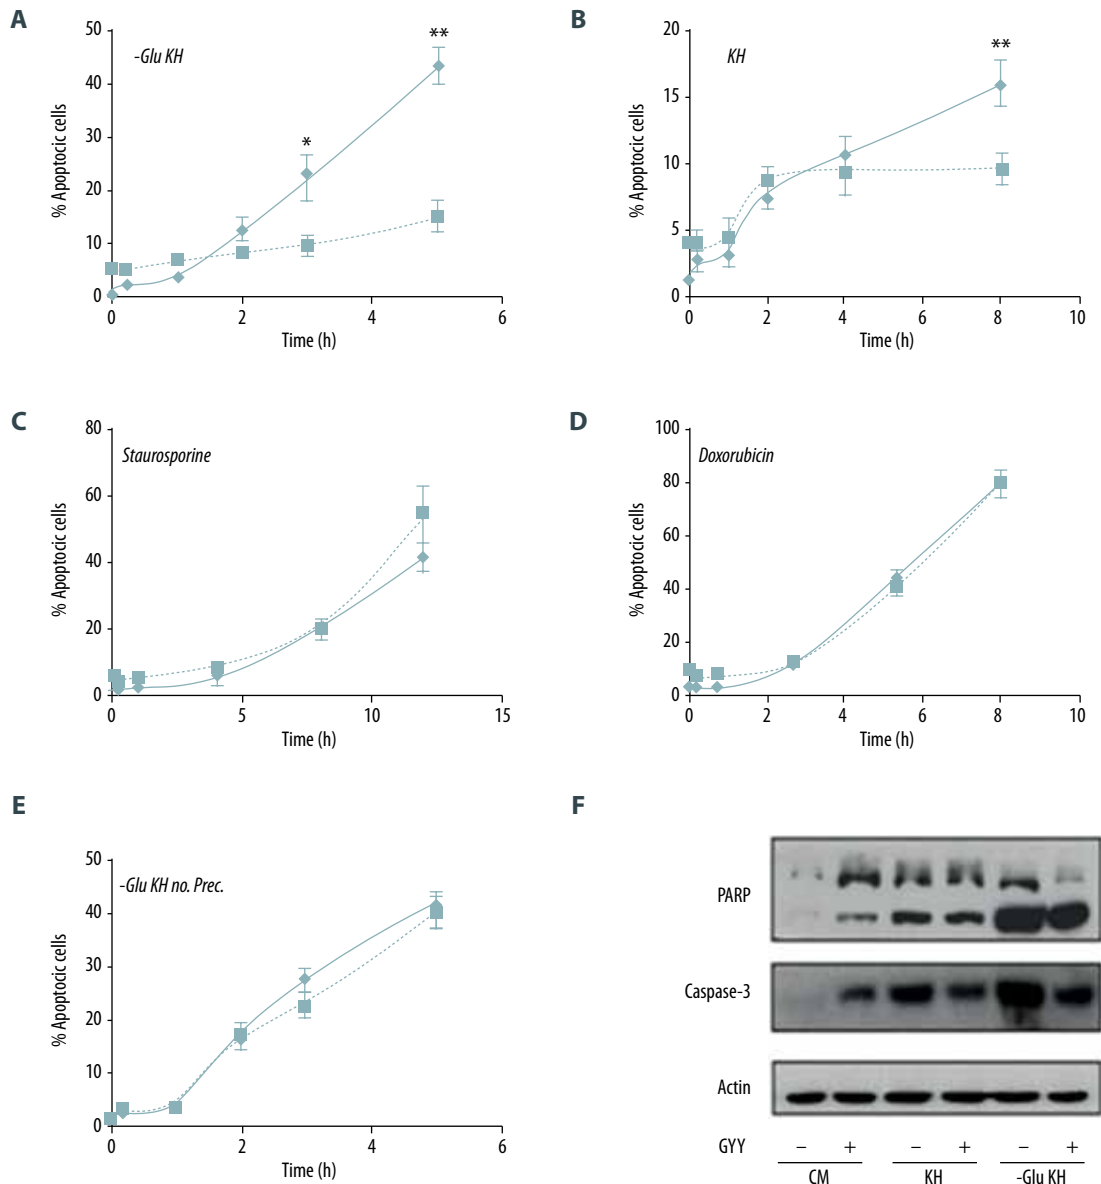 A
-Glu KH
% Apoptocic cells
50
40
30
20
10
0
*
**
0
2
4
6
Time (h)
B
KH
% Apoptocic cells
20
15
10
5
0
**
0
2
4
6
8
10
Time (h)
C
Staurosporine
% Apoptocic cells
80
60
40
20
0
0
5
10
15
Time (h)
D
Doxorubicin
% Apoptocic cells
100
80
60
40
20
0
0
2
4
6
8
10
Time (h)
E
-Glu KH no. Prec.
% Apoptocic cells
50
40
30
20
10
0
0
2
4
6
Time (h)
F
PARP
Caspase-3
Actin
GYY – + – + – +
CM KH -Glu KH